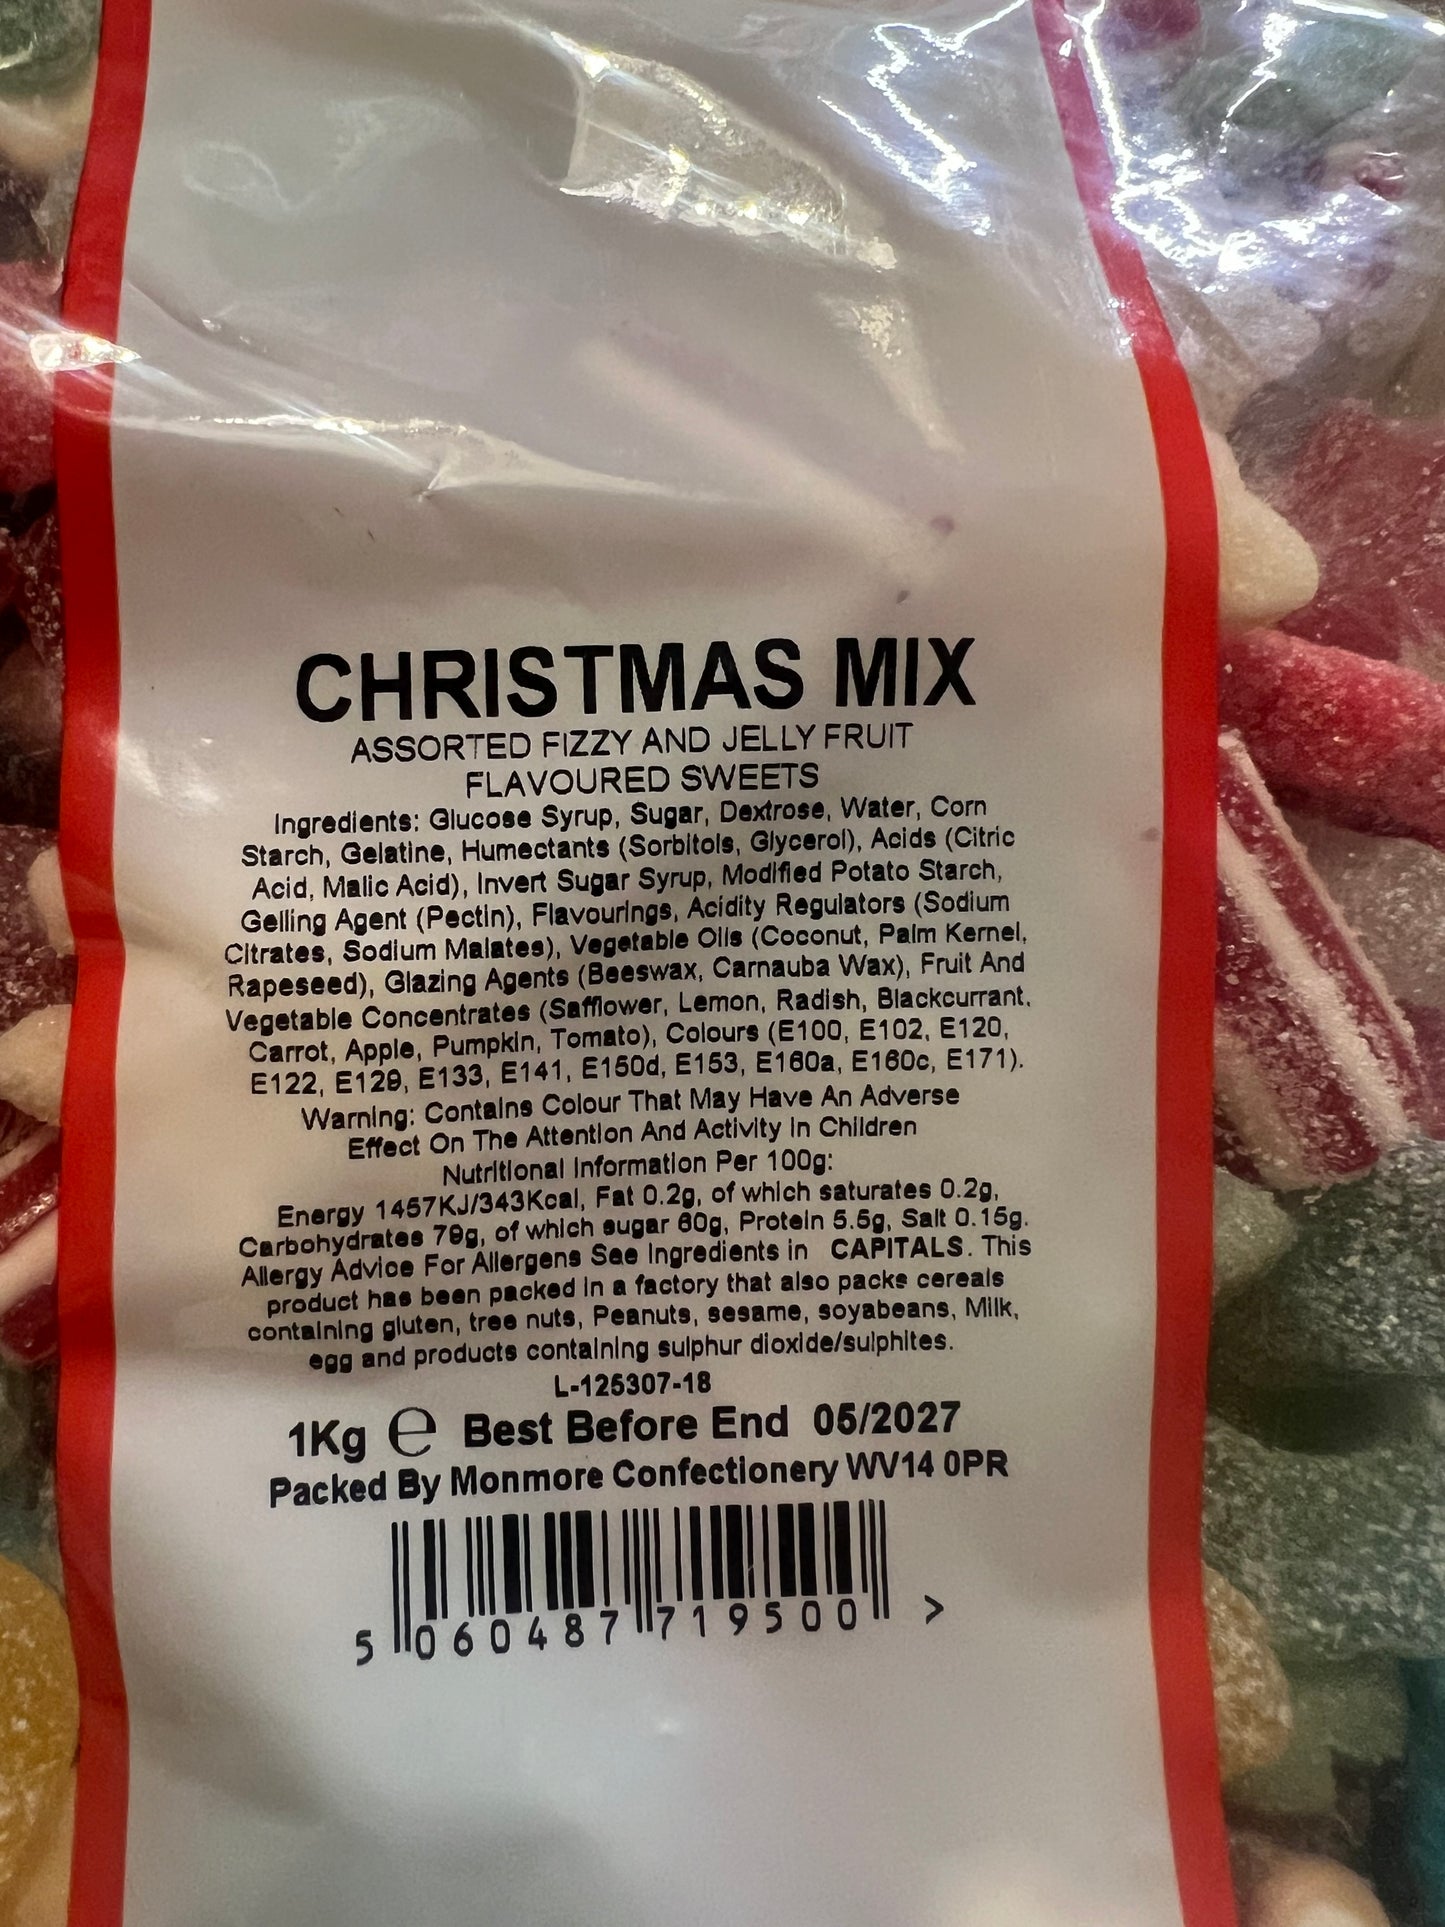 CHRISTMAS MIX
ASSORTED FIZZY AND JELLY FRUIT
FLAVOURED SWEETS
Ingredients: Glucose Syrup, Sugar, Dextrose, Water, Corn
Starch, Gelatine, Humectants (Sorbitols, Glycerol), Acids (Citric
Acid, Malic Acid), Invert Sugar Syrup, Modified Potato Starch,
Gelling Agent (Pectin), Flavourings, Acidity Regulators (Sodium
Citrates, Sodium Malates), Vegetable Oils (Coconut, Palm Kernel,
Rapeseed), Glazing Agents (Beeswax, Carnauba Wax), Fruit And
Vegetable Concentrates (Safflower, Lemon, Radish, Blackcurrant,
Carrot, Apple, Pumpkin, Tomato), Colours (E100, E102, E120,
E122, E129, E133, E141, E150d, E153, E160a, E160c, E171).
Warning: Contains Colour That May Have An Adverse
Effect On The Attention And Activity In Children
Nutritional Information Per 100g:
Energy 1457KJ/343Kcal, Fat 0.2g, of which saturates 0.2g,
Carbohydrates 79g, of which sugar 60g, Protein 5.5g, Salt 0.15g.
Allergy Advice For Allergens See Ingredients in CAPITALS. This
product has been packed in a factory that also packs cereals
containing gluten, tree nuts, Peanuts, sesame, soyabeans, Milk,
egg and products containing sulphur dioxide/sulphites.
L-125307-18
1Kg ℮ Best Before End 05/2027
Packed By Monmore Confectionery WV14 0PR
5 060487 719500 >